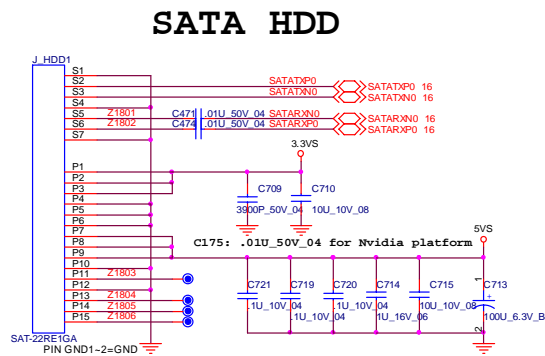 SATA HDD
J_HDD1
S1
S2
S3
S4
S5
S6
S7
SATATXP0
SATATXN0
SATATXP0 16
SATATXN0 16
Z1801
Z1802
C471 .01U_50V_04 SATARXN0
C474 .01U_50V_04 SATARXP0
SATARXN0 16
SATARXP0 16
3.3VS
P1
P2
P3
P4
P5
P6
P7
P8
P9
P10
P11 Z1803
P12
P13 Z1804
P14 Z1805
P15 Z1806
C709
3900P_50V_04
C710
10U_10V_08
C175: .01U_50V_04 for Nvidia platform
5VS
C721
.1U_10V_04
C719
.1U_10V_04
C720
.1U_10V_04
C714
1U_16V_06
C715
10U_10V_08
C713
100U_6.3V_B
1
+
2
SAT-22RE1GA
PIN GND1~2=GND